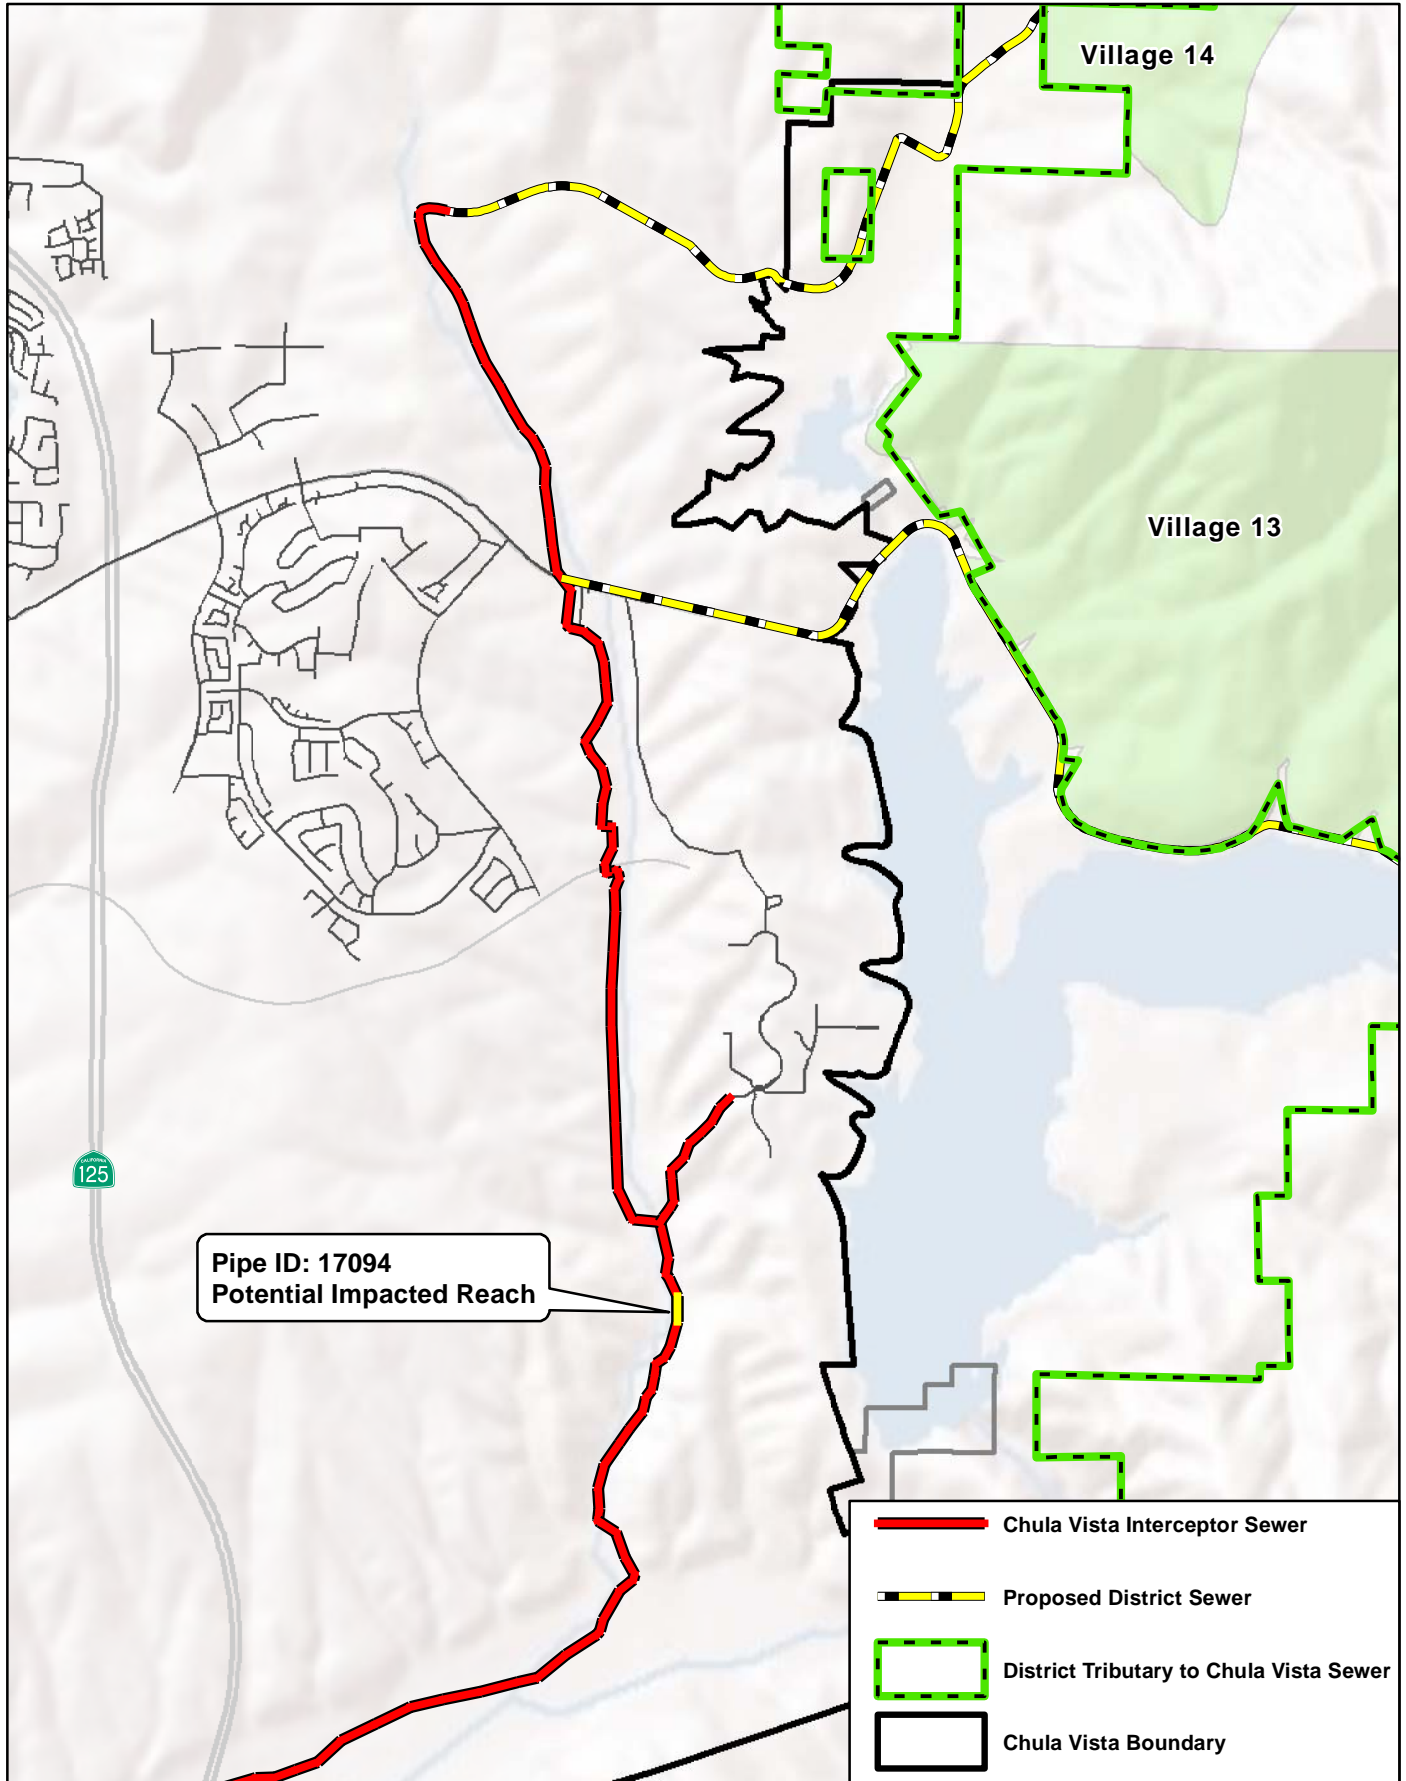 Village 14
Village 13
CALIFORNIA
125
Pipe ID: 17094
Potential Impacted Reach
Chula Vista Interceptor Sewer
Proposed District Sewer
District Tributary to Chula Vista Sewer
Chula Vista Boundary